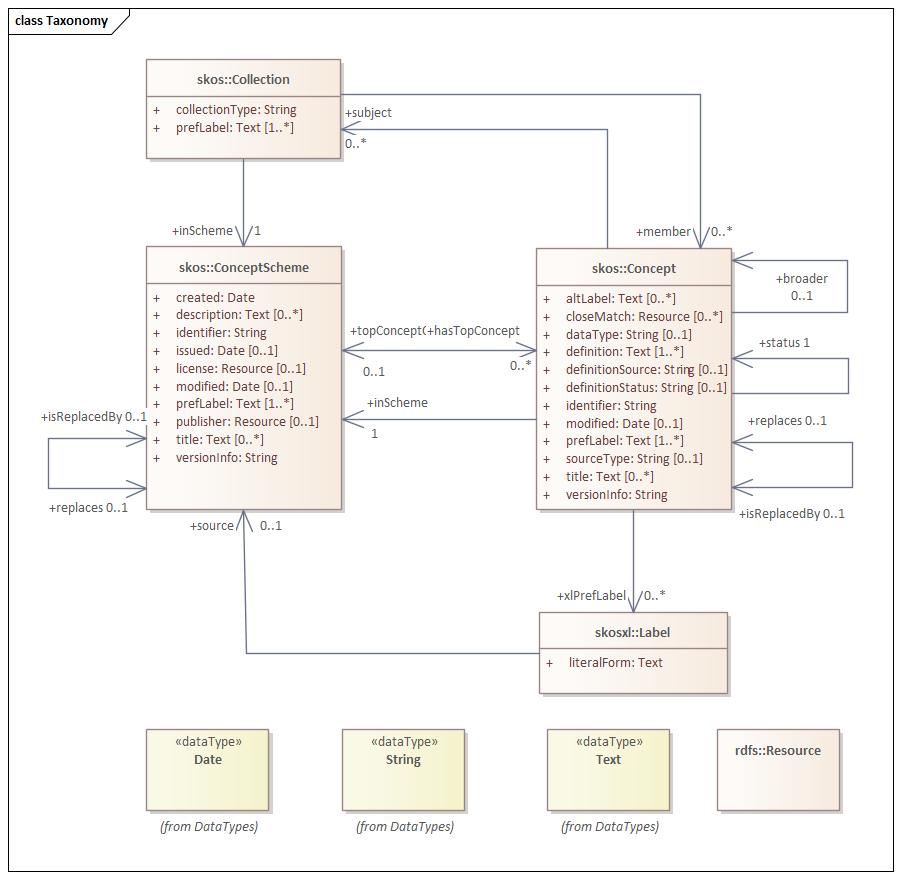 class Taxonomy
skos::Collection
+ collectionType: String
+ prefLabel: Text [1..*]
+subject
0..*
+inScheme 1
+member 0..*
skos::ConceptScheme
+ created: Date
+ description: Text [0..*]
+ identifier: String
+ issued: Date [0..1]
+ license: Resource [0..1]
+ modified: Date [0..1]
+ prefLabel: Text [1..*]
+ publisher: Resource [0..1]
+ title: Text [0..*]
+ versionInfo: String
+isReplacedBy 0..1
+replaces 0..1
+topConcept(+hasTopConcept
0..1
0..*
+inScheme
1
skos::Concept
+ altLabel: Text [0..*]
+ closeMatch: Resource [0..*]
+ dataType: String [0..1]
+ definition: Text [1..*]
+ definitionSource: String [0..1]
+ definitionStatus: String [0..1]
+ identifier: String
+ modified: Date [0..1]
+ prefLabel: Text [1..*]
+ sourceType: String [0..1]
+ title: Text [0..*]
+ versionInfo: String
+broader
0..1
+status 1
+replaces 0..1
+isReplacedBy 0..1
+source 0..1
+xlPrefLabel 0..*
skosxl::Label
+ literalForm: Text
«dataType»
Date
(from DataTypes)
«dataType»
String
(from DataTypes)
«dataType»
Text
(from DataTypes)
rdfs::Resource